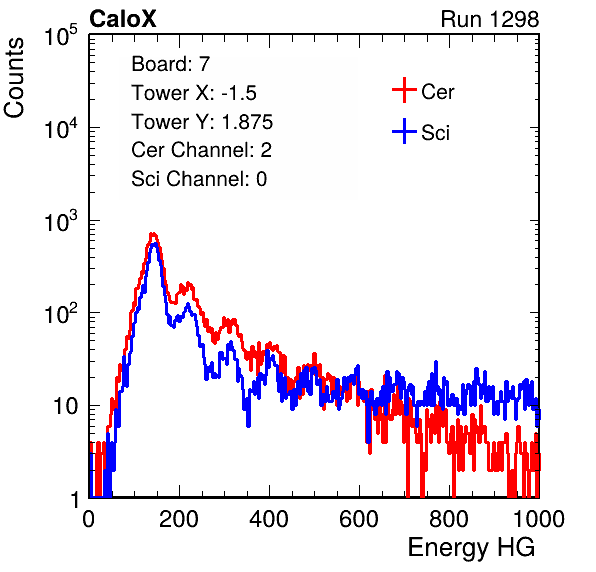 CaloX Run 1298
Counts
Board: 7
Tower X: -1.5
Tower Y: 1.875
Cer Channel: 2
Sci Channel: 0
Cer
Sci
10^5
10^4
10^3
10^2
10
1
0 200 400 600 800 1000
Energy HG